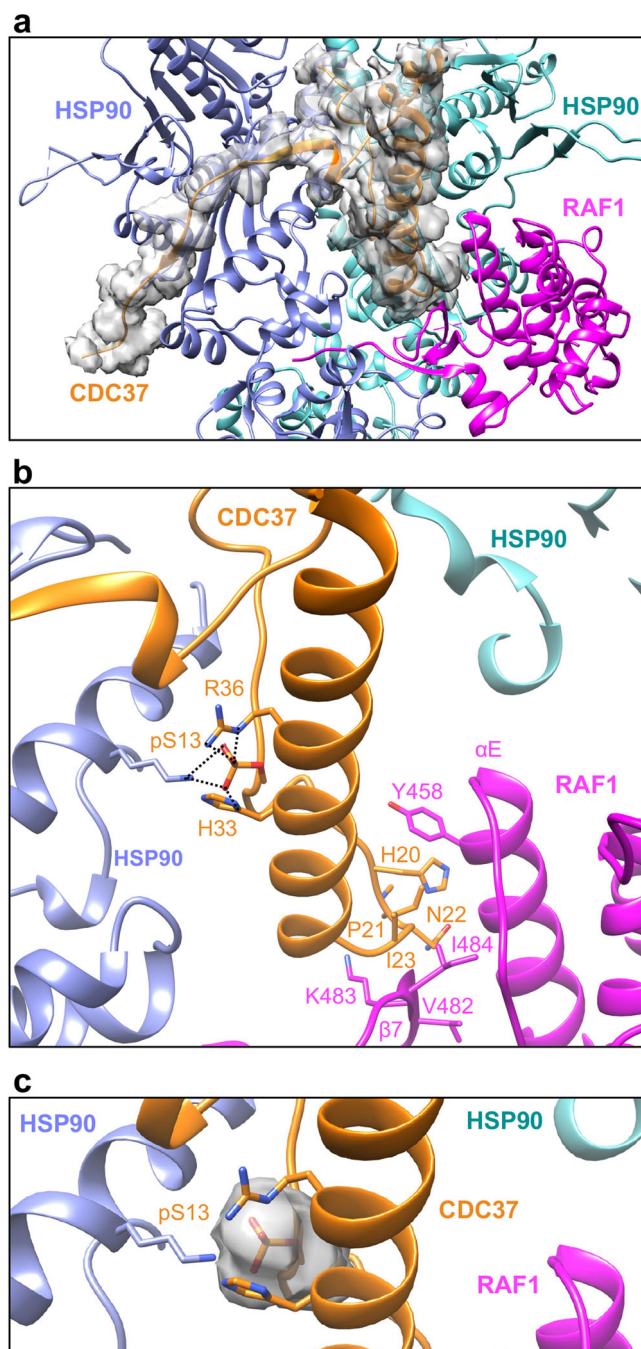 a
HSP90
HSP90
RAF1
CDC37
b
CDC37
HSP90
R36
pS13
αE
Y458
RAF1
H33
HSP90
H20
P21
N22
I484
I23
K483
V482
β7
c
HSP90
HSP90
pS13
CDC37
RAF1